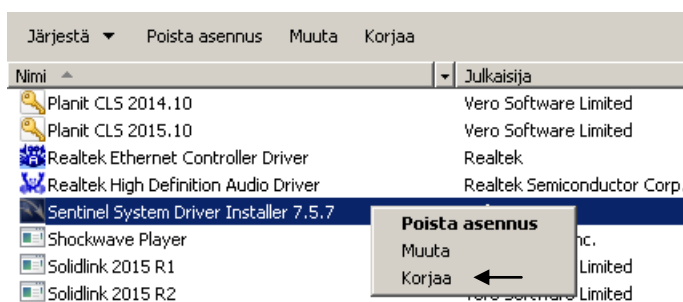 Järjestä Poista asennus Muuta Korjaa
Nimi Julkaisija
Planit CLS 2014.10 Vero Software Limited
Planit CLS 2015.10 Vero Software Limited
Realtek Ethernet Controller Driver Realtek
Realtek High Definition Audio Driver Realtek Semiconductor Corp.
Sentinel System Driver Installer 7.5.7
Poista asennus
Shockwave Player
Muuta
Solidlink 2015 R1 Limited
Korjaa
Solidlink 2015 R2 Limited